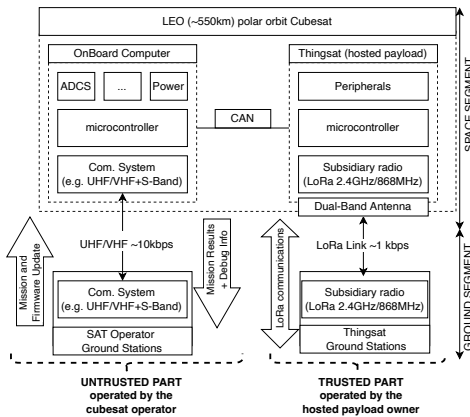 LEO (~550km) polar orbit Cubesat
OnBoard Computer
ADCS
...
Power
microcontroller
Com. System
(e.g. UHF/VHF+S-Band)
CAN
Thingsat (hosted payload)
Peripherals
microcontroller
Subsidiary radio
(LoRa 2.4GHz/868MHz)
Dual-Band Antenna
SPACE SEGMENT
Mission and
Firmware Update
UHF/VHF ~10kbps
Mission Results
+ Debug Info
LoRa communications
LoRa Link ~1 kbps
GROUND SEGMENT
Com. System
(e.g. UHF/VHF+S-Band)
SAT Operator
Ground Stations
Subsidiary radio
(LoRa 2.4GHz/868MHz)
Thingsat
Ground Stations
UNTRUSTED PART
operated by the
cubesat operator
TRUSTED PART
operated by the
hosted payload owner